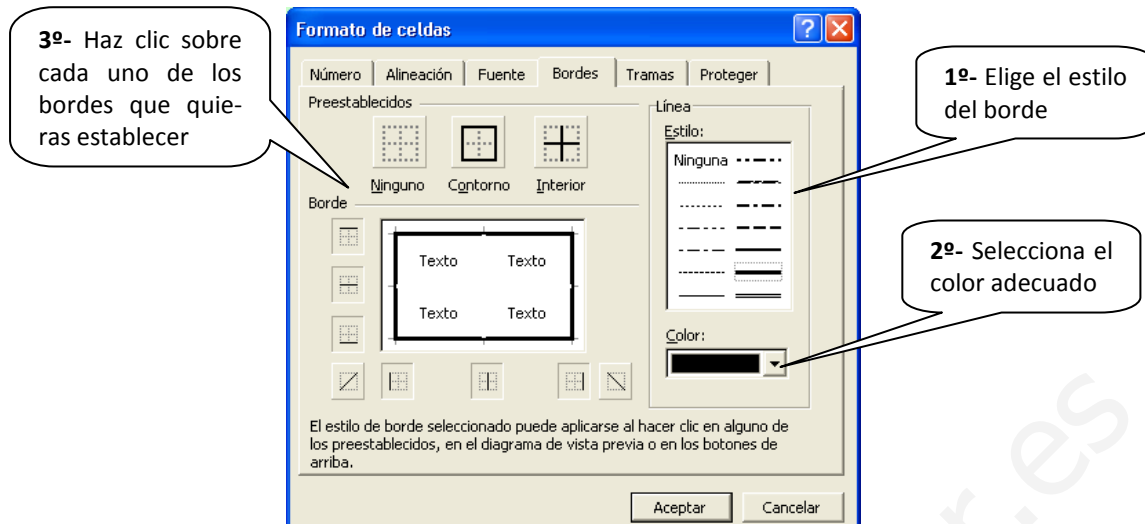 3º- Haz clic sobre
cada uno de los
bordes que quie-
ras establecer
Formato de celdas
Número Alineación Fuente Bordes Tramas Proteger
Preestablecidos
Ninguno Contorno Interior
Borde
Texto Texto
Texto Texto
Línea
Estilo:
Ninguna
Color:
El estilo de borde seleccionado puede aplicarse al hacer clic en alguno de
los preestablecidos, en el diagrama de vista previa o en los botones de
arriba.
Aceptar Cancelar
1º- Elige el estilo
del borde
2º- Selecciona el
color adecuado
r.es